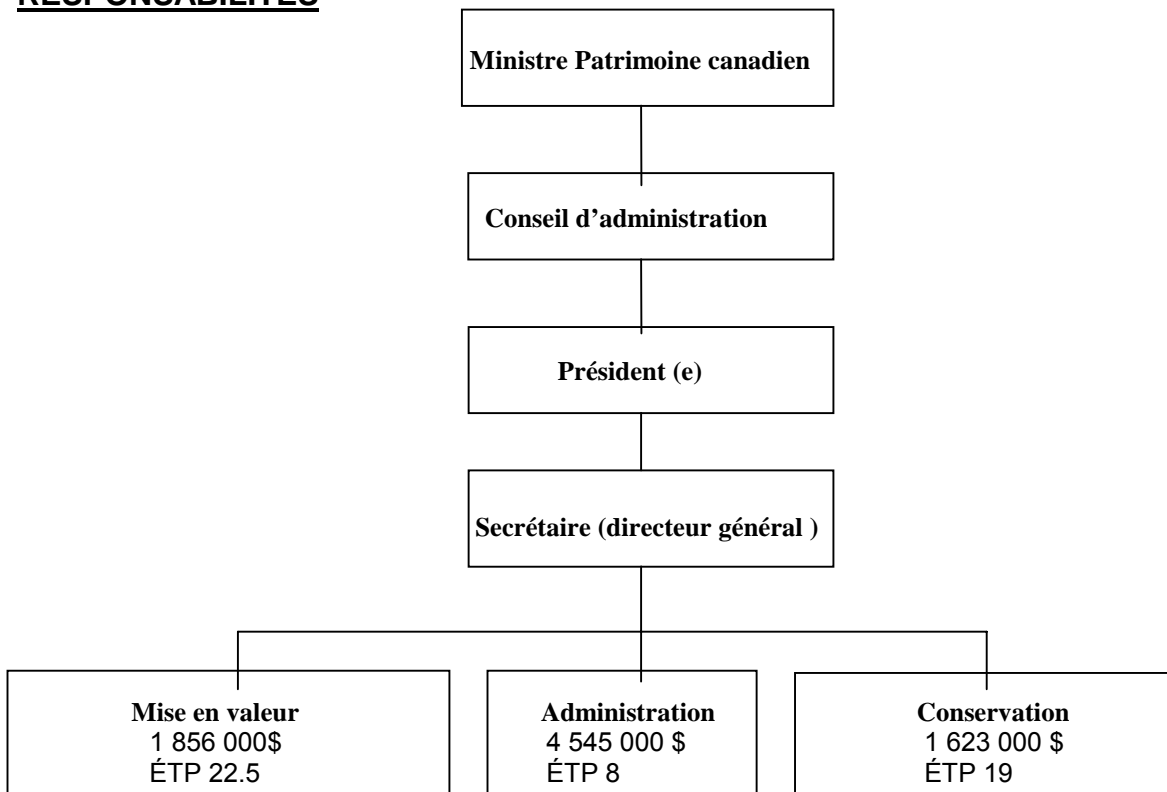 RESPONSABILITÉS
Ministre Patrimoine canadien
Conseil d'administration
Président (e)
Secrétaire (directeur général )
Mise en valeur
1 856 000$
ÉTP 22.5
Administration
4 545 000 $
ÉTP 8
Conservation
1 623 000 $
ÉTP 19